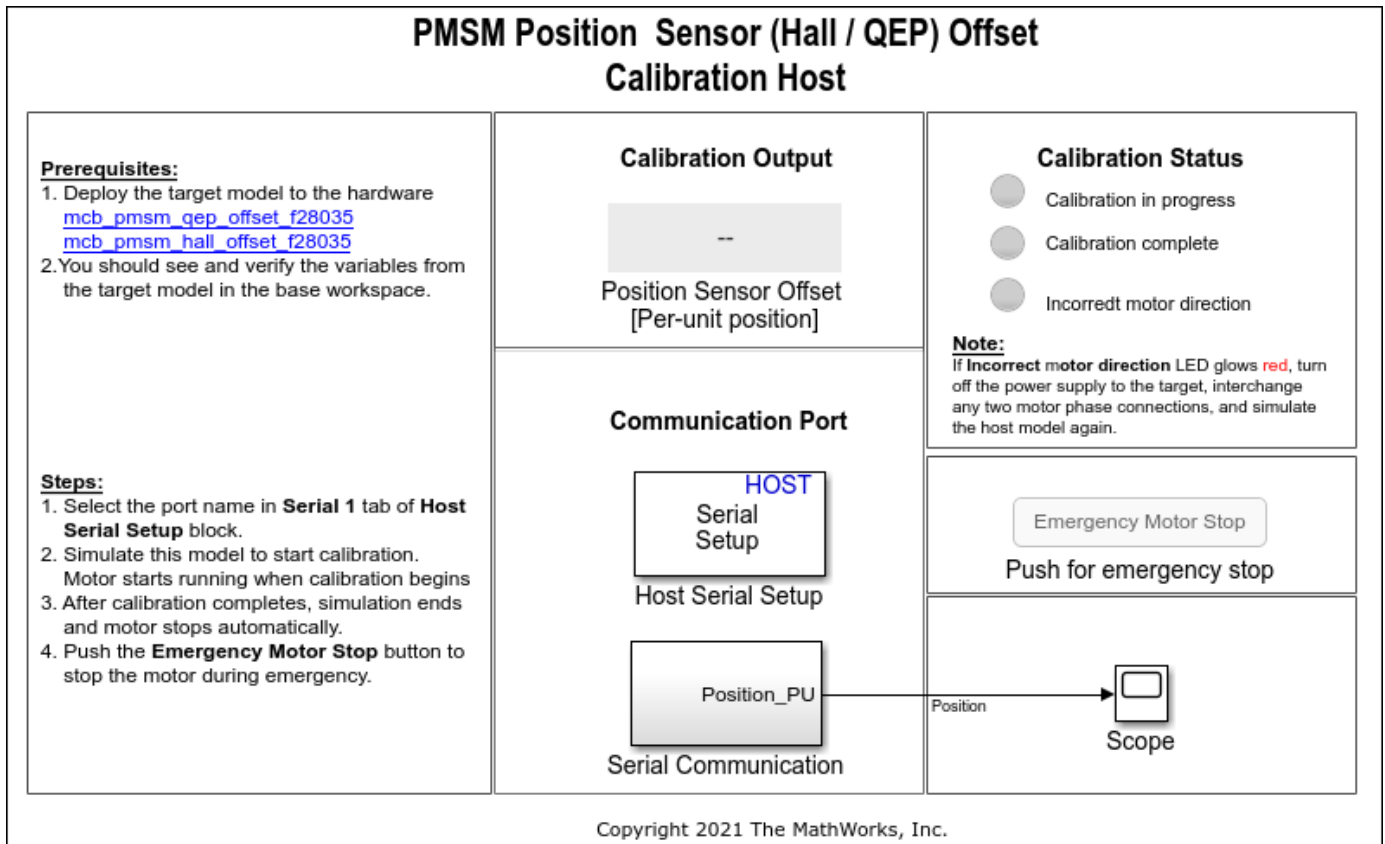 PMSM Position  Sensor (Hall / QEP) Offset
Calibration Host
Prerequisites:
1. Deploy the target model to the hardware
mcb_pmsm_qep_offset_f28035
mcb_pmsm_hall_offset_f28035
2.You should see and verify the variables from
the target model in the base workspace.
Steps:
1. Select the port name in Serial 1 tab of Host
Serial Setup block.
2. Simulate this model to start calibration.
Motor starts running when calibration begins
3. After calibration completes, simulation ends
and motor stops automatically.
4. Push the Emergency Motor Stop button to
stop the motor during emergency.
Calibration Output
--
Position Sensor Offset
[Per-unit position]
Communication Port
HOST
Serial
Setup
Host Serial Setup
Position_PU
Serial Communication
Calibration Status
Calibration in progress
Calibration complete
Incorredt motor direction
Note:
If Incorrect motor direction LED glows red, turn
off the power supply to the target, interchange
any two motor phase connections, and simulate
the host model again.
Emergency Motor Stop
Push for emergency stop
Position
Scope
Copyright 2021 The MathWorks, Inc.